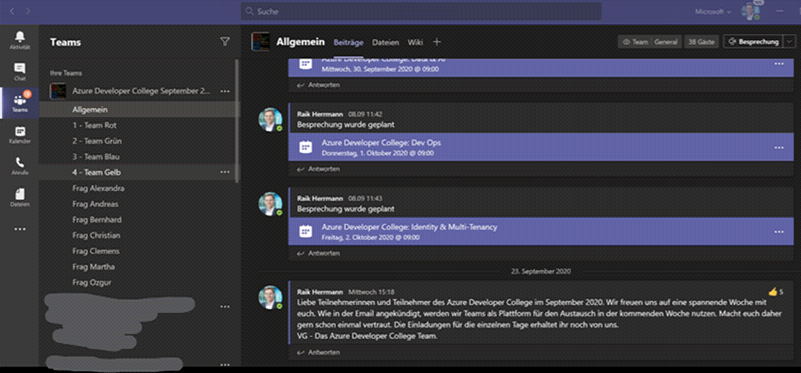 Suche
Microsoft
Aktivität
Chat
Teams
Kalender
Anrufe
Dateien
Teams
Ihre Teams
Azure Developer College September 2...
Allgemein
1 - Team Rot
2 - Team Grün
3 - Team Blau
4 - Team Gelb
Frag Alexandra
Frag Andreas
Frag Bernhard
Frag Christian
Frag Clemens
Frag Martha
Frag Ozgur
Allgemein
Beiträge
Dateien
Wiki
Team
General
38 Gäste
Besprechung
Azure Developer College: Data & AI
Mittwoch, 30. September 2020 @ 09:00
Antworten
Raik Herrmann 08.09 11:42
Besprechung wurde geplant
Azure Developer College: Dev Ops
Donnerstag, 1. Oktober 2020 @ 09:00
Antworten
Raik Herrmann 08.09 11:43
Besprechung wurde geplant
Azure Developer College: Identity & Multi-Tenancy
Freitag, 2. Oktober 2020 @ 09:00
Antworten
23. September 2020
Raik Herrmann Mittwoch 15:18
5
Liebe Teilnehmerinnen und Teilnehmer des Azure Developer College im September 2020. Wir freuen uns auf eine spannende Woche mit
euch. Wie in der Email angekündigt, werden wir Teams als Plattform für den Austausch in der kommenden Woche nutzen. Macht euch daher
gern schon einmal vertraut. Die Einladungen für die einzelnen Tage erhaltet ihr noch von uns.
VG - Das Azure Developer College Team.
Antworten